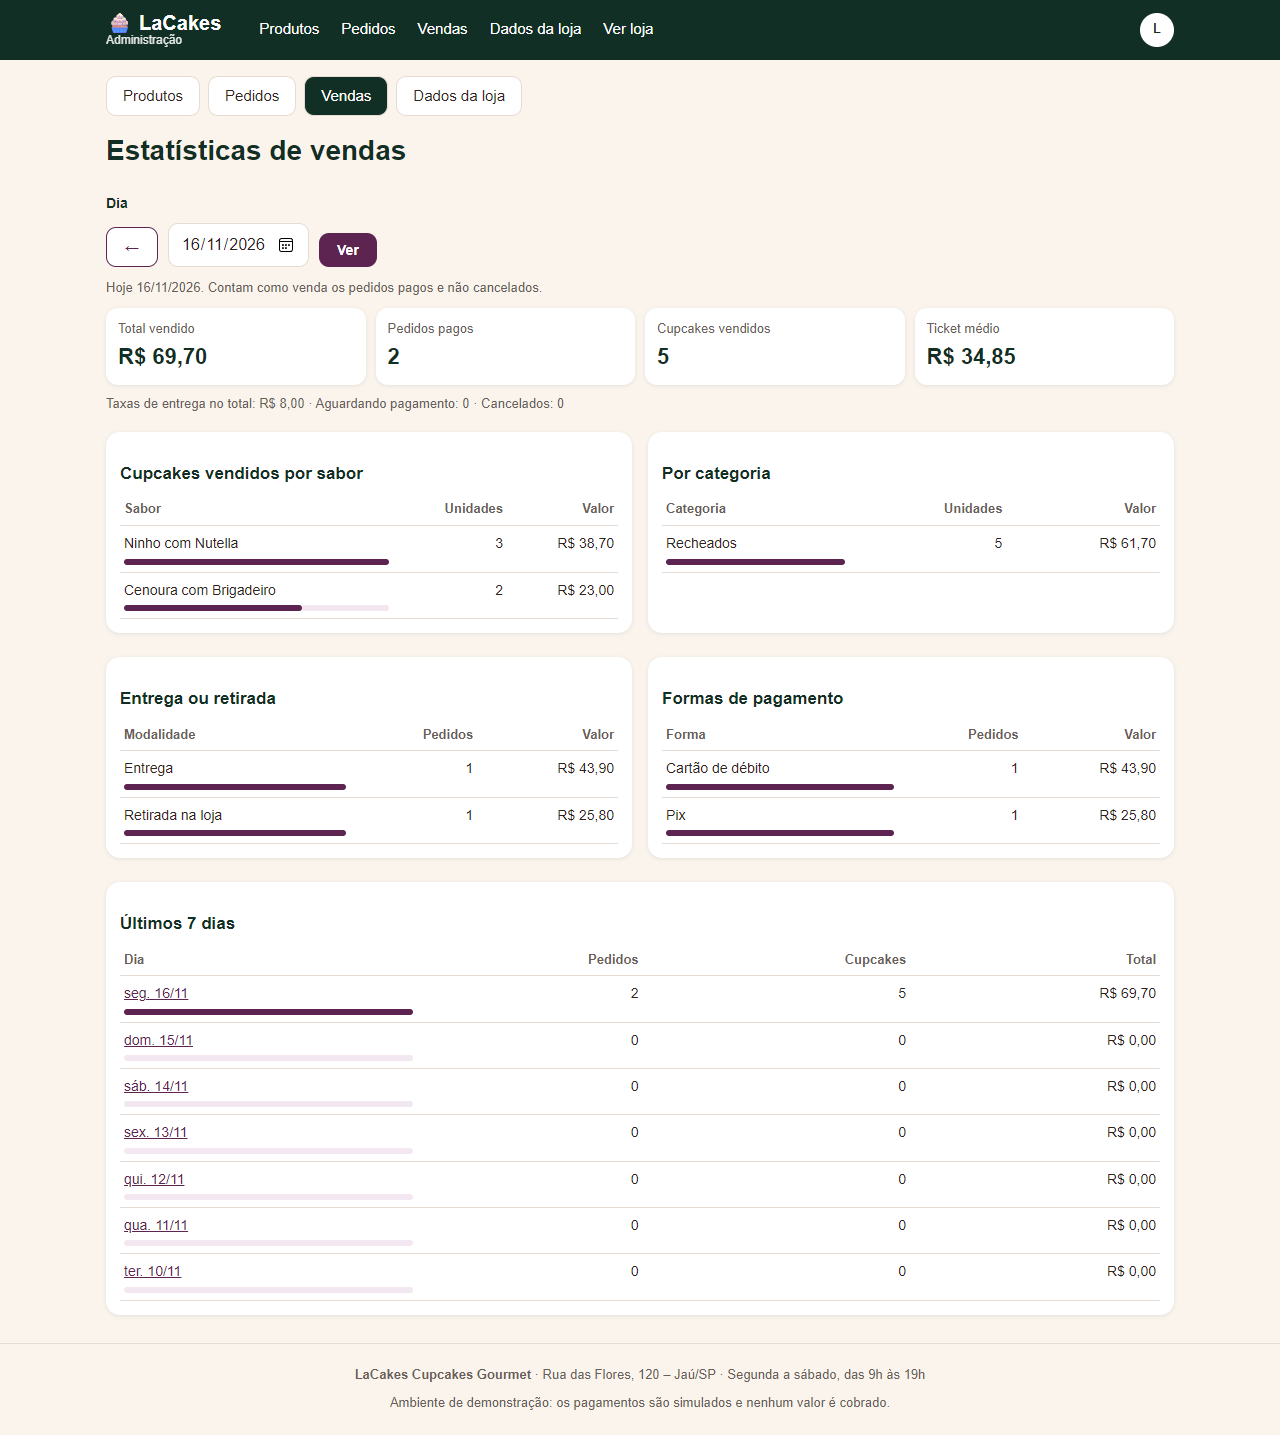 LaCakes
Administração
Produtos Pedidos Vendas Dados da loja Ver loja
L
Produtos Pedidos Vendas Dados da loja
Estatísticas de vendas
Dia
← 16/11/2026 Ver
Hoje 16/11/2026. Contam como venda os pedidos pagos e não cancelados.
Total vendido Pedidos pagos Cupcakes vendidos Ticket médio
R$ 69,70 2 5 R$ 34,85
Taxas de entrega no total: R$ 8,00 · Aguardando pagamento: 0 · Cancelados: 0
Cupcakes vendidos por sabor
Sabor Unidades Valor
Ninho com Nutella 3 R$ 38,70
Cenoura com Brigadeiro 2 R$ 23,00
Por categoria
Categoria Unidades Valor
Recheados 5 R$ 61,70
Entrega ou retirada
Modalidade Pedidos Valor
Entrega 1 R$ 43,90
Retirada na loja 1 R$ 25,80
Formas de pagamento
Forma Pedidos Valor
Cartão de débito 1 R$ 43,90
Pix 1 R$ 25,80
Últimos 7 dias
Dia Pedidos Cupcakes Total
seg. 16/11 2 5 R$ 69,70
dom. 15/11 0 0 R$ 0,00
sáb. 14/11 0 0 R$ 0,00
sex. 13/11 0 0 R$ 0,00
qui. 12/11 0 0 R$ 0,00
qua. 11/11 0 0 R$ 0,00
ter. 10/11 0 0 R$ 0,00
LaCakes Cupcakes Gourmet · Rua das Flores, 120 – Jaú/SP · Segunda a sábado, das 9h às 19h
Ambiente de demonstração: os pagamentos são simulados e nenhum valor é cobrado.